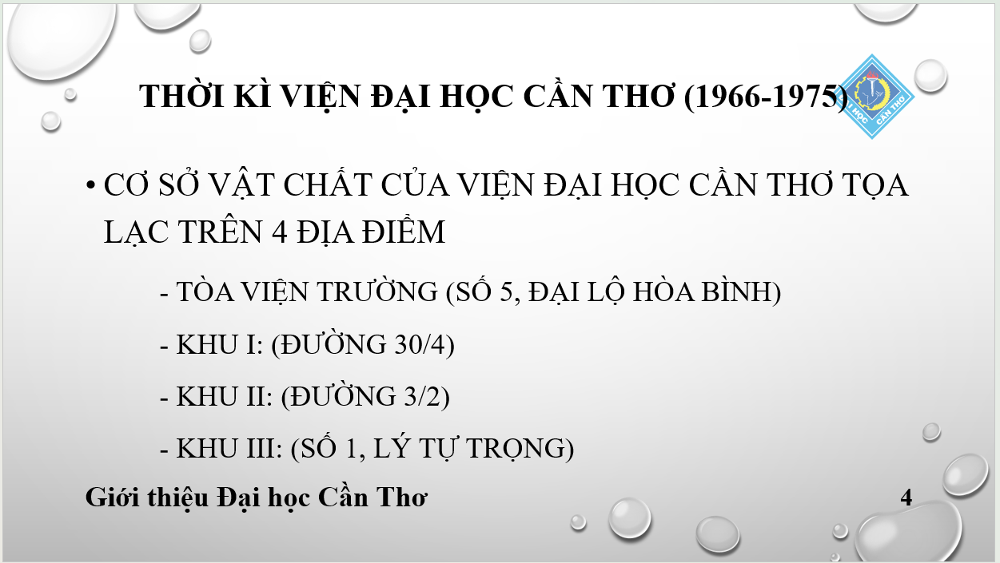 THỜI KÌ VIỆN ĐẠI HỌC CẦN THƠ (1966-1975)
ĐẠI HỌC CẦN THƠ
• CƠ SỞ VẬT CHẤT CỦA VIỆN ĐẠI HỌC CẦN THƠ TỌA
LẠC TRÊN 4 ĐỊA ĐIỂM
- TÒA VIỆN TRƯỜNG (SỐ 5, ĐẠI LỘ HÒA BÌNH)
- KHU I: (ĐƯỜNG 30/4)
- KHU II: (ĐƯỜNG 3/2)
- KHU III: (SỐ 1, LÝ TỰ TRỌNG)
Giới thiệu Đại học Cần Thơ
4